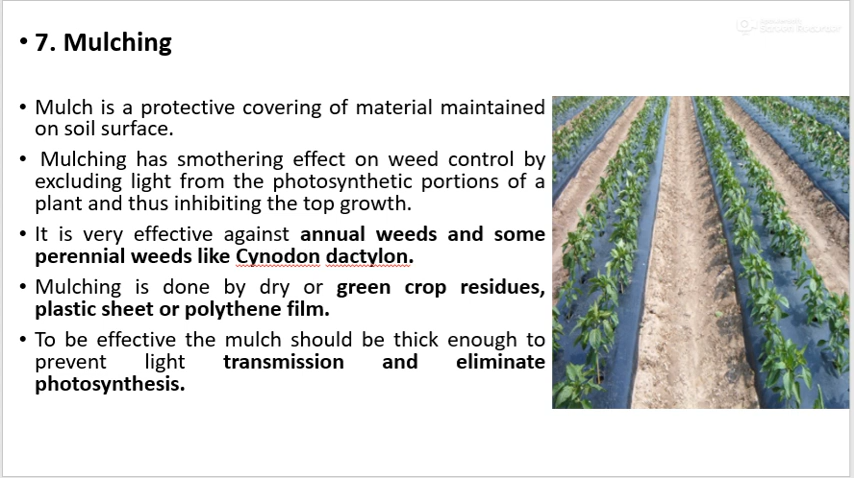 • 7. Mulching
• Mulch is a protective covering of material maintained
on soil surface.
• Mulching has smothering effect on weed control by
excluding light from the photosynthetic portions of a
plant and thus inhibiting the top growth.
• It is very effective against annual weeds and some
perennial weeds like Cynodon dactylon.
• Mulching is done by dry or green crop residues,
plastic sheet or polythene film.
• To be effective the mulch should be thick enough to
prevent light transmission and eliminate
photosynthesis.